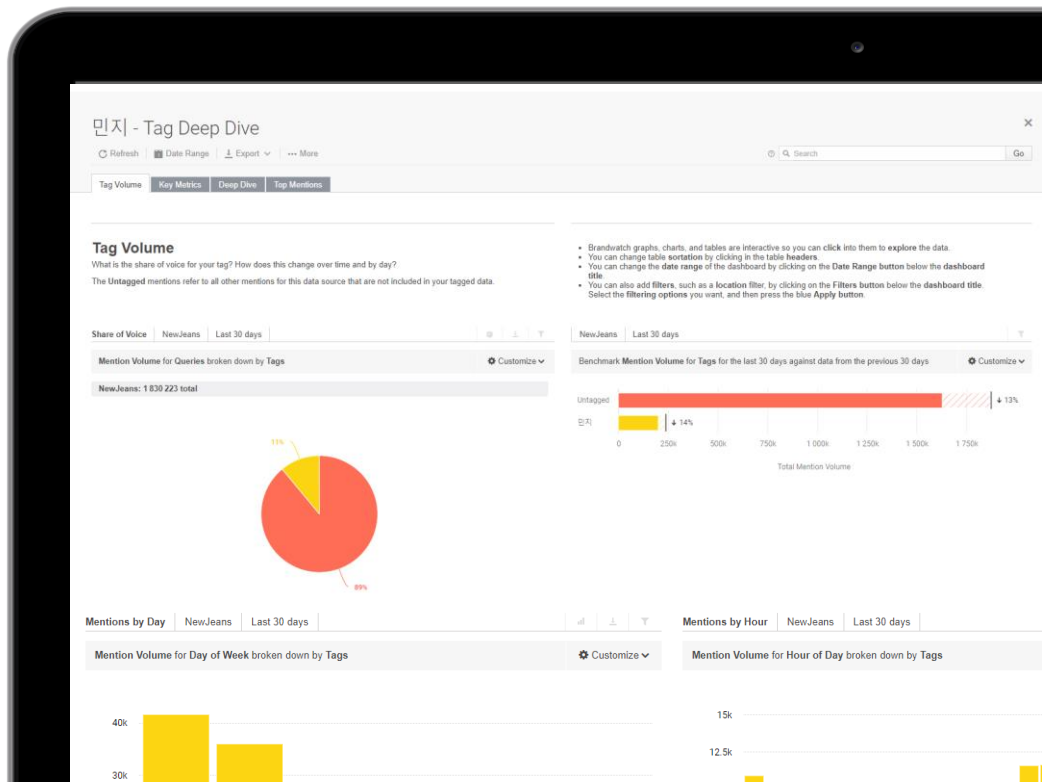 민지 - Tag Deep Dive
Refresh Date Range Export ... More
Search Go
Tag Volume Key Metrics Deep Dive Top Mentions
Tag Volume
What is the share of voice for your tag? How does this change over time and by day?
The Untagged mentions refer to all other mentions for this data source that are not included in your tagged data.
• Brandwatch graphs, charts, and tables are interactive so you can click into them to explore the data.
• You can change table sortation by clicking in the table headers.
• You can change the date range of the dashboard by clicking on the Date Range button below the dashboard
title.
• You can also add filters, such as a location filter, by clicking on the Filters button below the dashboard title.
Select the filtering options you want, and then press the blue Apply button.
Share of Voice NewJeans Last 30 days
Mention Volume for Queries broken down by Tags Customize
NewJeans: 1 830 223 total
11%
89%
NewJeans Last 30 days
Benchmark Mention Volume for Tags for the last 30 days against data from the previous 30 days Customize
Untagged ↓ 13%
민지 ↓ 14%
0 250k 500k 750k 1 000k 1 250k 1 500k 1 750k
Total Mention Volume
Mentions by Day NewJeans Last 30 days
Mention Volume for Day of Week broken down by Tags Customize
40k
30k
Mentions by Hour NewJeans Last 30 days
Mention Volume for Hour of Day broken down by Tags
15k
12.5k